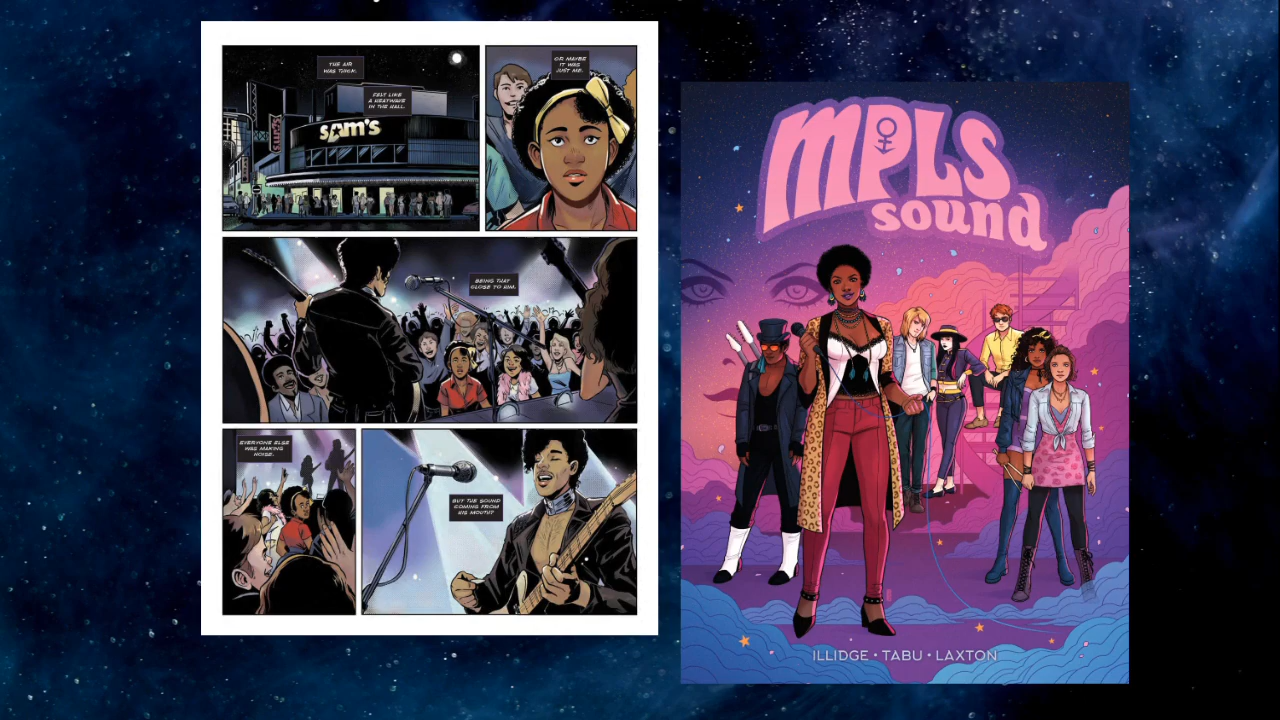 THE AIR
WAS THICK.
FELT LIKE
A HEATWAVE
IN THE HALL.
SAM'S
SAM'S
OR MAYBE
IT WAS
JUST ME.
BEING THAT
CLOSE TO HIM.
EVERYONE ELSE
WAS MAKING
NOISE.
BUT THE SOUND
COMING FROM
HIS MOUTH?
MPLS
sound
ILLIDGE • TABU • LAXTON